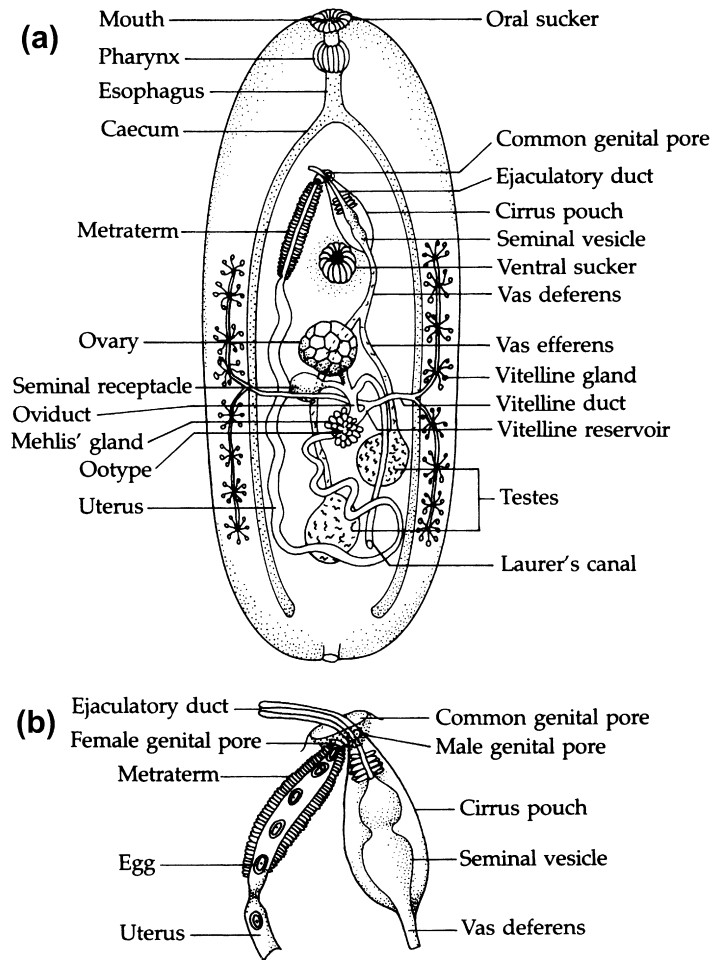 (a)
Mouth
Oral sucker
Pharynx
Esophagus
Caecum
Common genital pore
Ejaculatory duct
Cirrus pouch
Metraterm
Seminal vesicle
Ventral sucker
Vas deferens
Ovary
Vas efferens
Vitelline gland
Seminal receptacle
Vitelline duct
Oviduct
Vitelline reservoir
Mehlis' gland
Ootype
Testes
Uterus
Laurer's canal
(b)
Ejaculatory duct
Common genital pore
Female genital pore
Male genital pore
Metraterm
Cirrus pouch
Egg
Seminal vesicle
Uterus
Vas deferens